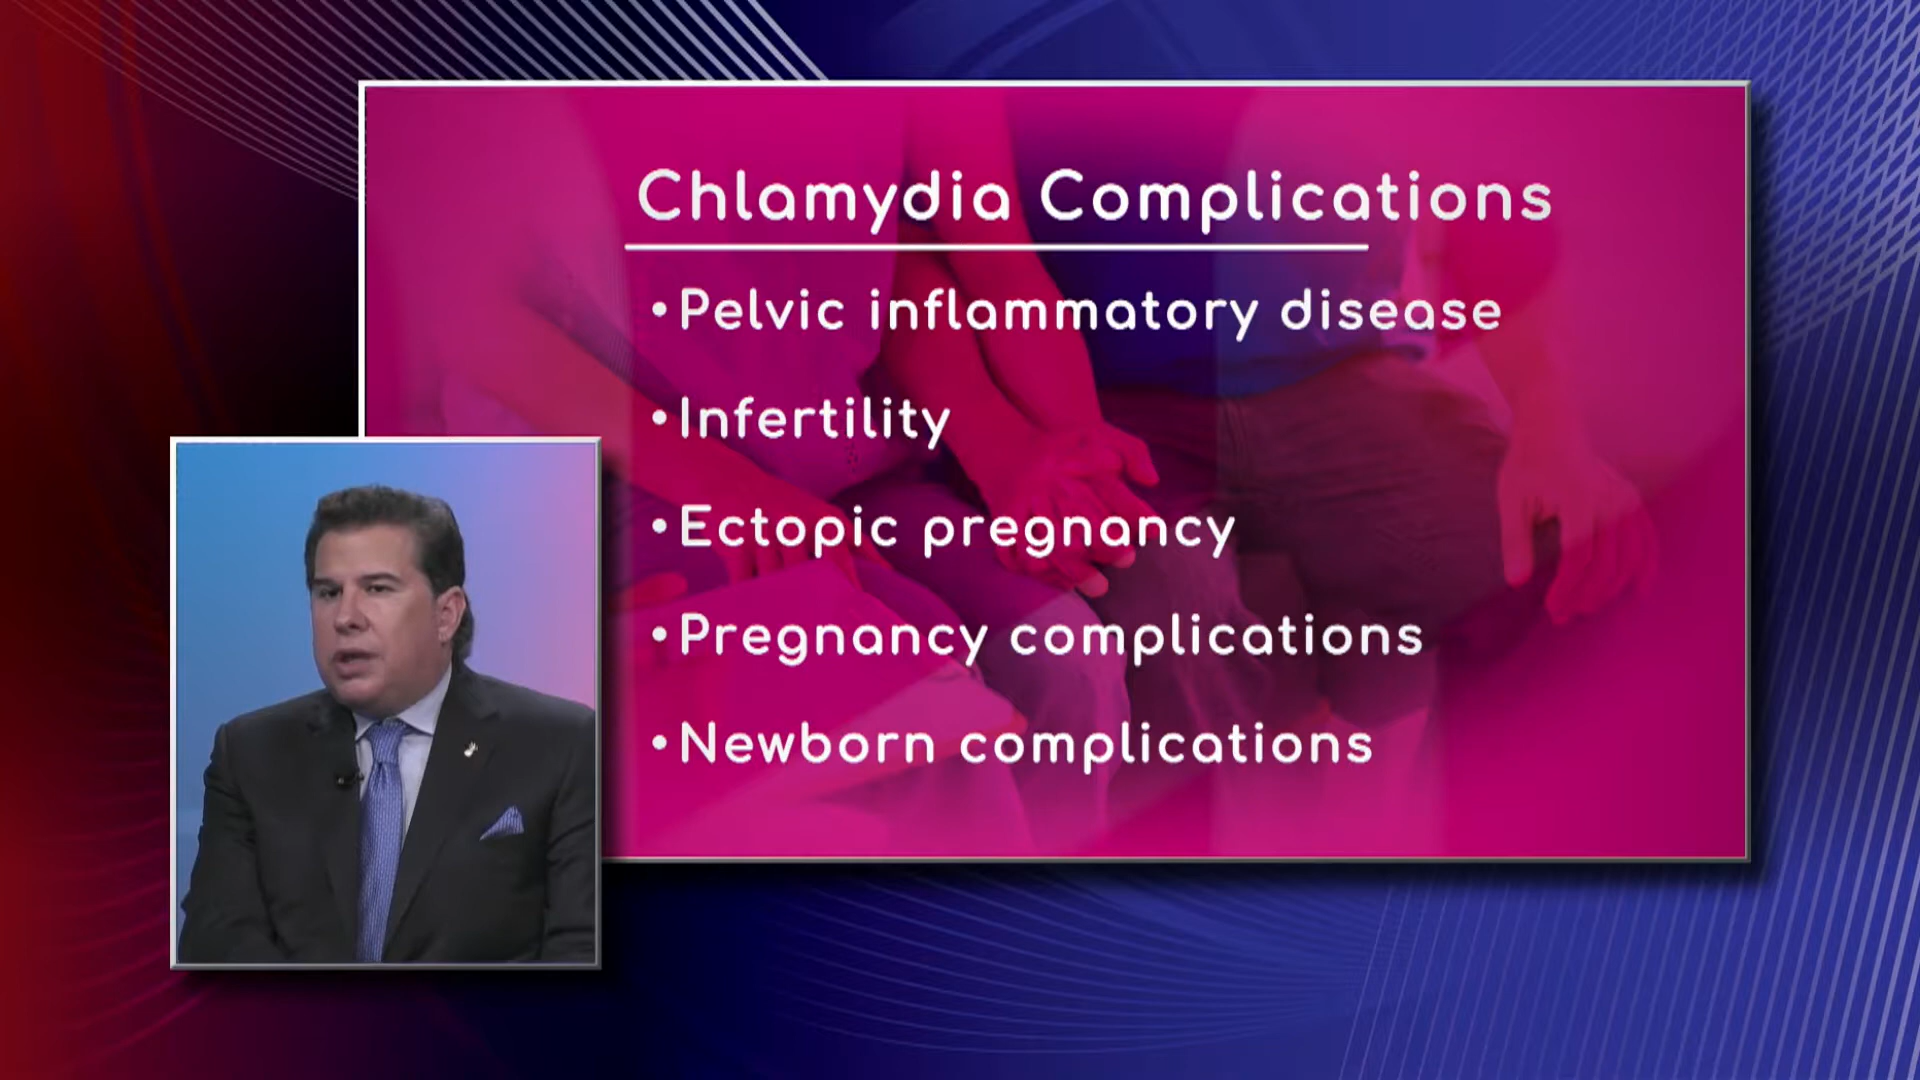 Chlamydia Complications
• Pelvic inflammatory disease
• Infertility
• Ectopic pregnancy
• Pregnancy complications
• Newborn complications